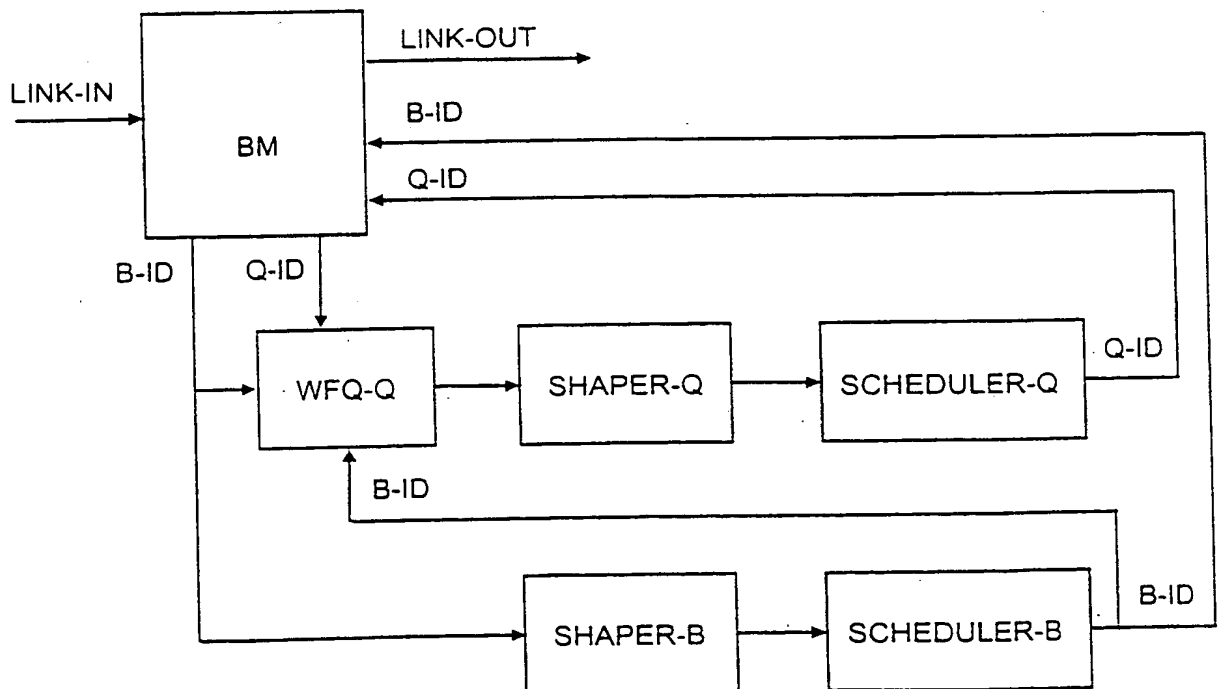 LINK-OUT
LINK-IN
B-ID
BM
Q-ID
B-ID
Q-ID
Q-ID
WFQ-Q
SHAPER-Q
SCHEDULER-Q
B-ID
B-ID
SHAPER-B
SCHEDULER-B